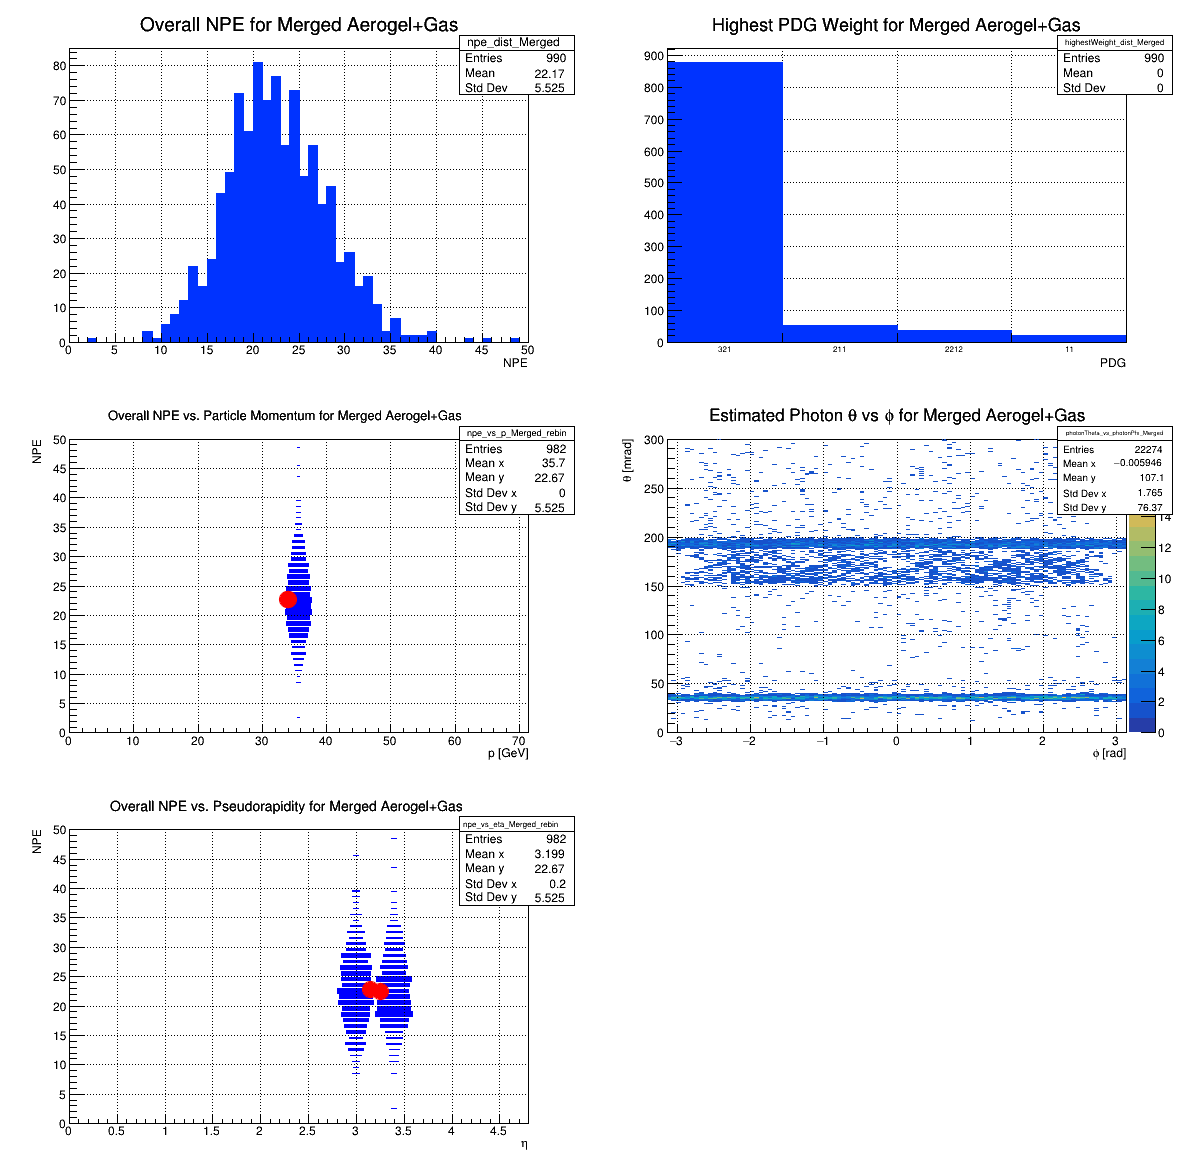 Overall NPE for Merged Aerogel+Gas
npe_dist_Merged
Entries 990
Mean 22.17
Std Dev 5.525
80
70
60
50
40
30
20
10
0
0 5 10 15 20 25 30 35 40 45 50
NPE
Highest PDG Weight for Merged Aerogel+Gas
highestWeight_dist_Merged
Entries 990
Mean 0
Std Dev 0
900
800
700
600
500
400
300
200
100
0
321 211 2212 11
PDG
Overall NPE vs. Particle Momentum for Merged Aerogel+Gas
npe_vs_p_Merged_rebin
Entries 982
Mean x 35.7
Mean y 22.67
Std Dev x 0
Std Dev y 5.525
NPE
50
45
40
35
30
25
20
15
10
5
0
0 10 20 30 40 50 60 70
p [GeV]
Estimated Photon θ vs ϕ for Merged Aerogel+Gas
photonTheta_vs_photonPhi_Merged
Entries 22274
Mean x −0.005946
Mean y 107.1
Std Dev x 1.765
Std Dev y 76.37
θ [mrad]
300
250
200
150
100
50
0
−3 −2 −1 0 1 2 3
ϕ [rad]
14
12
10
8
6
4
2
0
Overall NPE vs. Pseudorapidity for Merged Aerogel+Gas
npe_vs_eta_Merged_rebin
Entries 982
Mean x 3.199
Mean y 22.67
Std Dev x 0.2
Std Dev y 5.525
NPE
50
45
40
35
30
25
20
15
10
5
0
0 0.5 1 1.5 2 2.5 3 3.5 4 4.5
η